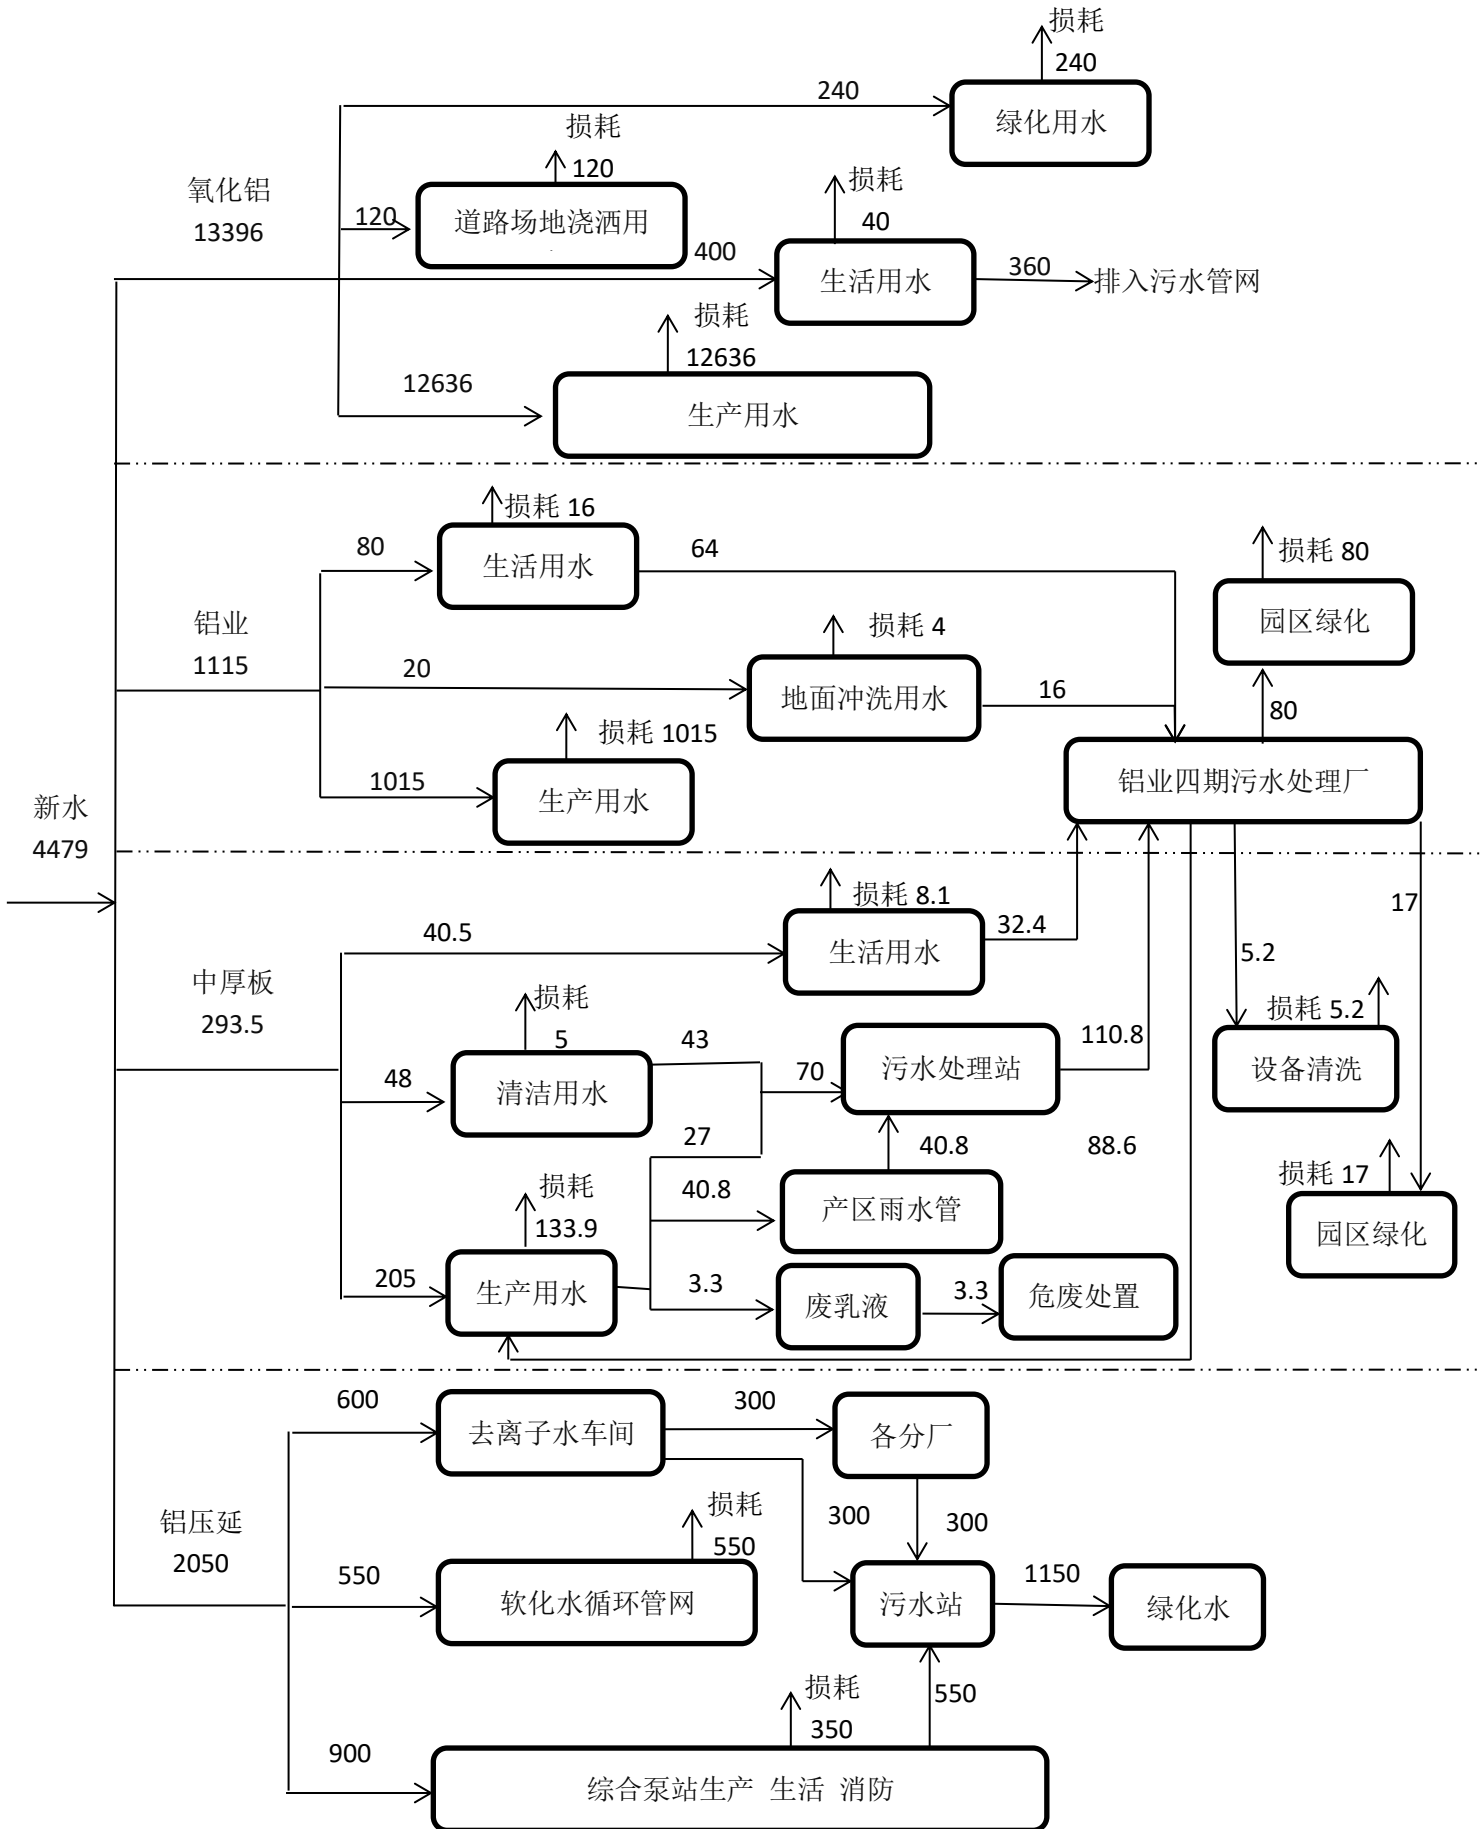 损耗
240
240
绿化用水
损耗
120
氧化铝
13396
120
道路场地浇洒用
损耗
40
400
生活用水
360
排入污水管网
损耗
12636
12636
生产用水
损耗 16
80
生活用水
64
损耗 80
园区绿化
铝业
1115
20
损耗 4
地面冲洗用水
16
80
损耗 1015
1015
生产用水
铝业四期污水处理厂
新水
4479
损耗 8.1
40.5
生活用水
32.4
17
5.2
中厚板
293.5
损耗
5
43
48
清洁用水
70
污水处理站
110.8
损耗 5.2
设备清洗
27
40.8
88.6
损耗
133.9
40.8
产区雨水管
损耗 17
园区绿化
205
生产用水
3.3
废乳液
3.3
危废处置
600
去离子水车间
300
各分厂
铝压延
2050
损耗
550
300
300
550
软化水循环管网
污水站
1150
绿化水
损耗
350
550
900
综合泵站生产 生活 消防